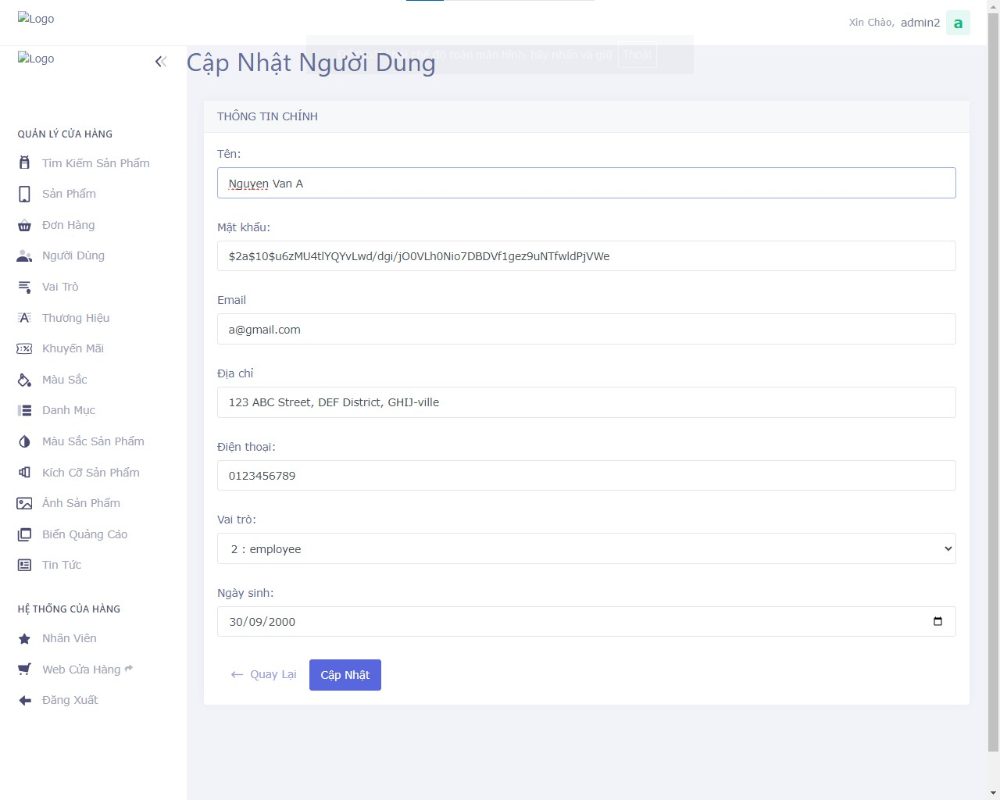 Logo
Xin Chào, admin2 a
Logo
Cập Nhật Người Dùng
chế độ toàn màn hình, hãy nhấn và giữ Thoát
THÔNG TIN CHÍNH
QUẢN LÝ CỬA HÀNG
Tìm Kiếm Sản Phẩm
Sản Phẩm
Đơn Hàng
Người Dùng
Vai Trò
Thương Hiệu
Khuyến Mãi
Màu Sắc
Danh Mục
Màu Sắc Sản Phẩm
Kích Cỡ Sản Phẩm
Ảnh Sản Phẩm
Biển Quảng Cáo
Tin Tức
HỆ THỐNG CỦA HÀNG
Nhân Viên
Web Cửa Hàng
Đăng Xuất
Tên:
Nguyen Van A
Mật khẩu:
$2a$10$u6zMU4tlYQYvLwd/dgi/jO0VLh0Nio7DBDVf1gez9uNTfwldPjVWe
Email
a@gmail.com
Địa chỉ
123 ABC Street, DEF District, GHIJ-ville
Điện thoại:
0123456789
Vai trò:
2 : employee
Ngày sinh:
30/09/2000
Quay Lại
Cập Nhật